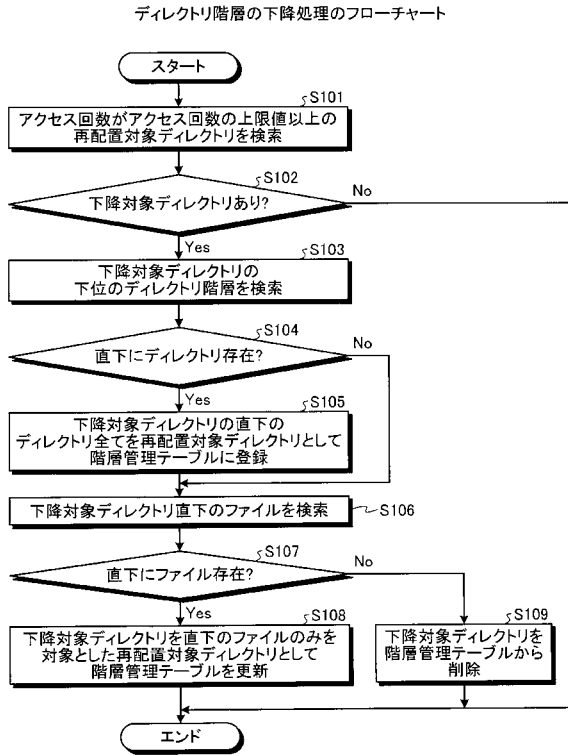 ディレクトリ階層の下降処理のフローチャート
スタート
S101
アクセス回数がアクセス回数の上限値以上の
再配置対象ディレクトリを検索
S102
下降対象ディレクトリあり?
No
Yes
S103
下降対象ディレクトリの
下位のディレクトリ階層を検索
S104
直下にディレクトリ存在?
No
Yes
S105
下降対象ディレクトリの直下の
ディレクトリ全てを再配置対象ディレクトリとして
階層管理テーブルに登録
下降対象ディレクトリ直下のファイルを検索
S106
S107
直下にファイル存在?
No
Yes
S108
下降対象ディレクトリを直下のファイルのみを
対象とした再配置対象ディレクトリとして
階層管理テーブルを更新
S109
下降対象ディレクトリを
階層管理テーブルから
削除
エンド